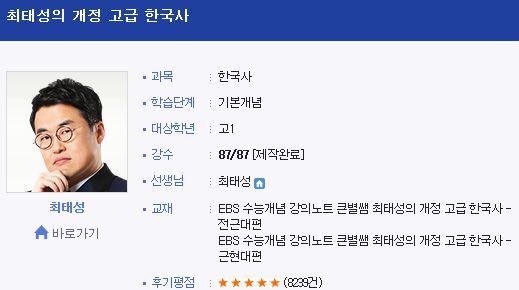 최태성의 개정 고급 한국사
과목 : 한국사
학습단계 : 기본개념
대상학년 : 고1
강수 : 87/87 [제작완료]
선생님 : 최태성
최태성
바로가기
교재 : EBS 수능개념 강의노트 큰별쌤 최태성의 개정 고급 한국사 -
전근대편
EBS 수능개념 강의노트 큰별쌤 최태성의 개정 고급 한국사 -
근현대편
후기평점 : ★★★★★ (8239건)